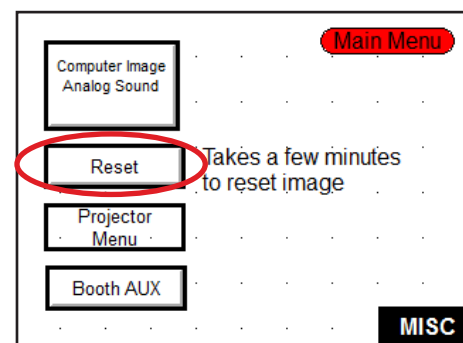 Main Menu
Computer Image
Analog Sound
Reset
Takes a few minutes
to reset image
Projector
Menu
Booth AUX
MISC